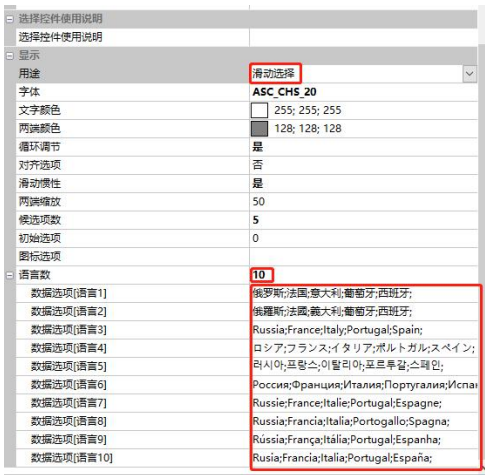 选择控件使用说明
选择控件使用说明
显示
用途 滑动选择
字体 ASC_CHS_20
文字颜色 255; 255; 255
两端颜色 128; 128; 128
循环调节 是
对齐选项 否
滑动惯性 是
两端缩放 50
候选项数 5
初始选项 0
图标选项
语言数 10
数据选项[语言1] 俄罗斯;法国;意大利;葡萄牙;西班牙;
数据选项[语言2] 俄羅斯;法國;義大利;葡萄牙;西班牙;
数据选项[语言3] Russia;France;Italy;Portugal;Spain;
数据选项[语言4] ロシア;フランス;イタリア;ポルトガル;スペイン;
数据选项[语言5] 러시아;프랑스;이탈리아;포르투갈;스페인;
数据选项[语言6] Россия;Франция;Италия;Португалия;Испан
数据选项[语言7] Russie;France;Italie;Portugal;Espagne;
数据选项[语言8] Russia;Francia;Italia;Portogallo;Spagna;
数据选项[语言9] Rússia;França;Itália;Portugal;Espanha;
数据选项[语言10] Rusia;Francia;Italia;Portugal;España;